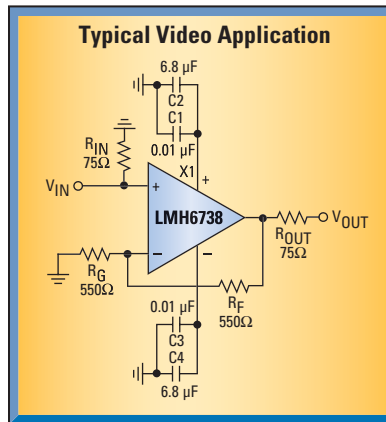 Typical Video Application
6.8 µF
C2
C1
0.01 µF
X1
+
RIN
75Ω
VIN
+
LMH6738
VOUT
ROUT
75Ω
−
−
RG
550Ω
RF
550Ω
0.01 µF
C3
C4
6.8 µF